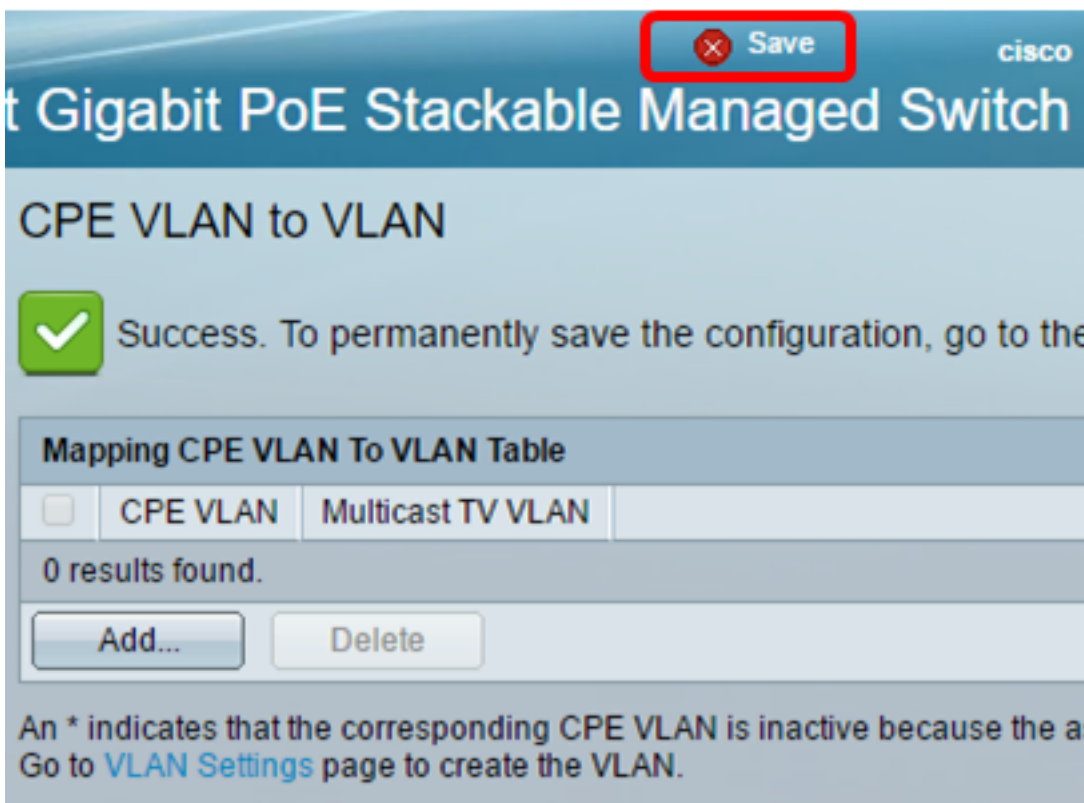 Save
cisco
t Gigabit PoE Stackable Managed Switch
CPE VLAN to VLAN
Success. To permanently save the configuration, go to the
Mapping CPE VLAN To VLAN Table
CPE VLAN Multicast TV VLAN
0 results found.
Add... Delete
An * indicates that the corresponding CPE VLAN is inactive because the a
Go to VLAN Settings page to create the VLAN.